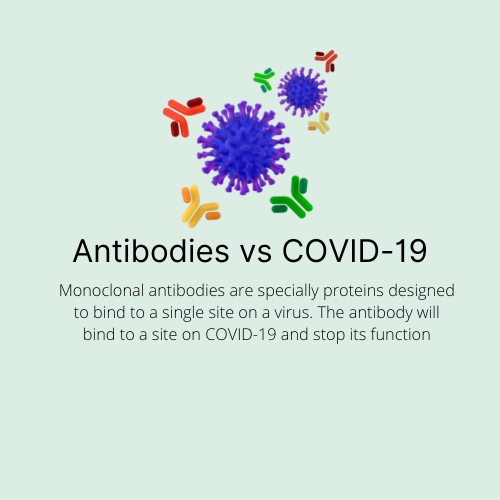 Antibodies vs COVID-19
Monoclonal antibodies are specially proteins designed
to bind to a single site on a virus. The antibody will
bind to a site on COVID-19 and stop its function